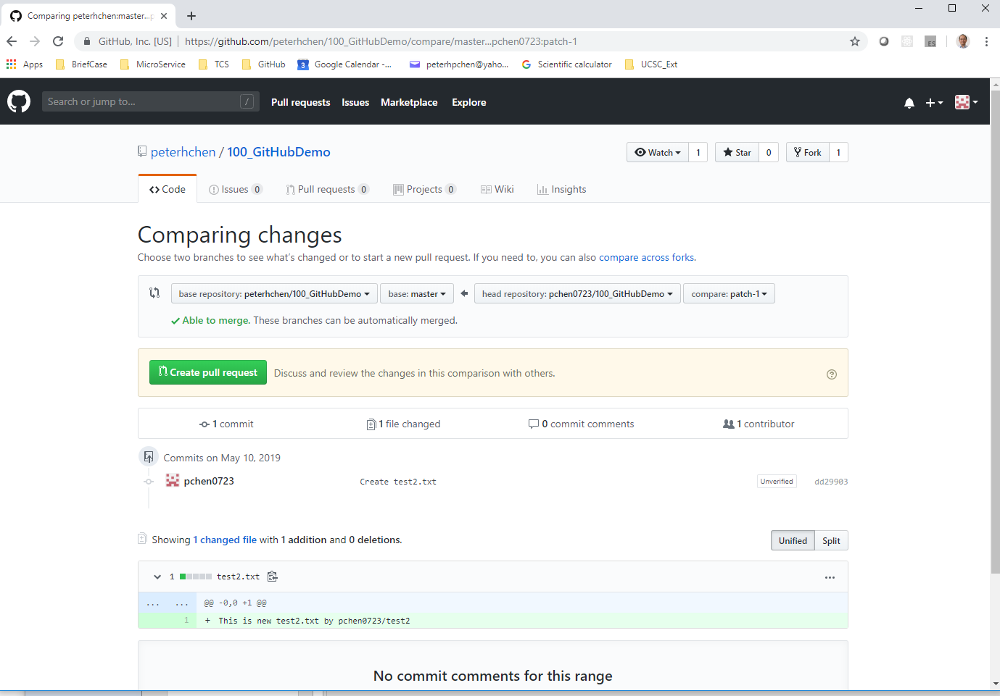 Comparing peterhchen:master...p
GitHub, Inc. [US] | https://github.com/peterhchen/100_GitHubDemo/compare/master...pchen0723:patch-1
ES
Apps BriefCase MicroService TCS GitHub 3 Google Calendar -... peterhpchen@yaho... Scientific calculator UCSC_Ext
Search or jump to... / Pull requests Issues Marketplace Explore
peterhchen / 100_GitHubDemo Watch 1 Star 0 Fork 1
Code Issues 0 Pull requests 0 Projects 0 Wiki Insights
Comparing changes
Choose two branches to see what's changed or to start a new pull request. If you need to, you can also compare across forks.
base repository: peterhchen/100_GitHubDemo base: master head repository: pchen0723/100_GitHubDemo compare: patch-1
Able to merge. These branches can be automatically merged.
Create pull request Discuss and review the changes in this comparison with others.
1 commit 1 file changed 0 commit comments 1 contributor
Commits on May 10, 2019
pchen0723 Create test2.txt Unverified dd29903
Showing 1 changed file with 1 addition and 0 deletions. Unified Split
1 test2.txt ...
... ... @@ -0,0 +1 @@
1 + This is new test2.txt by pchen0723/test2
No commit comments for this range